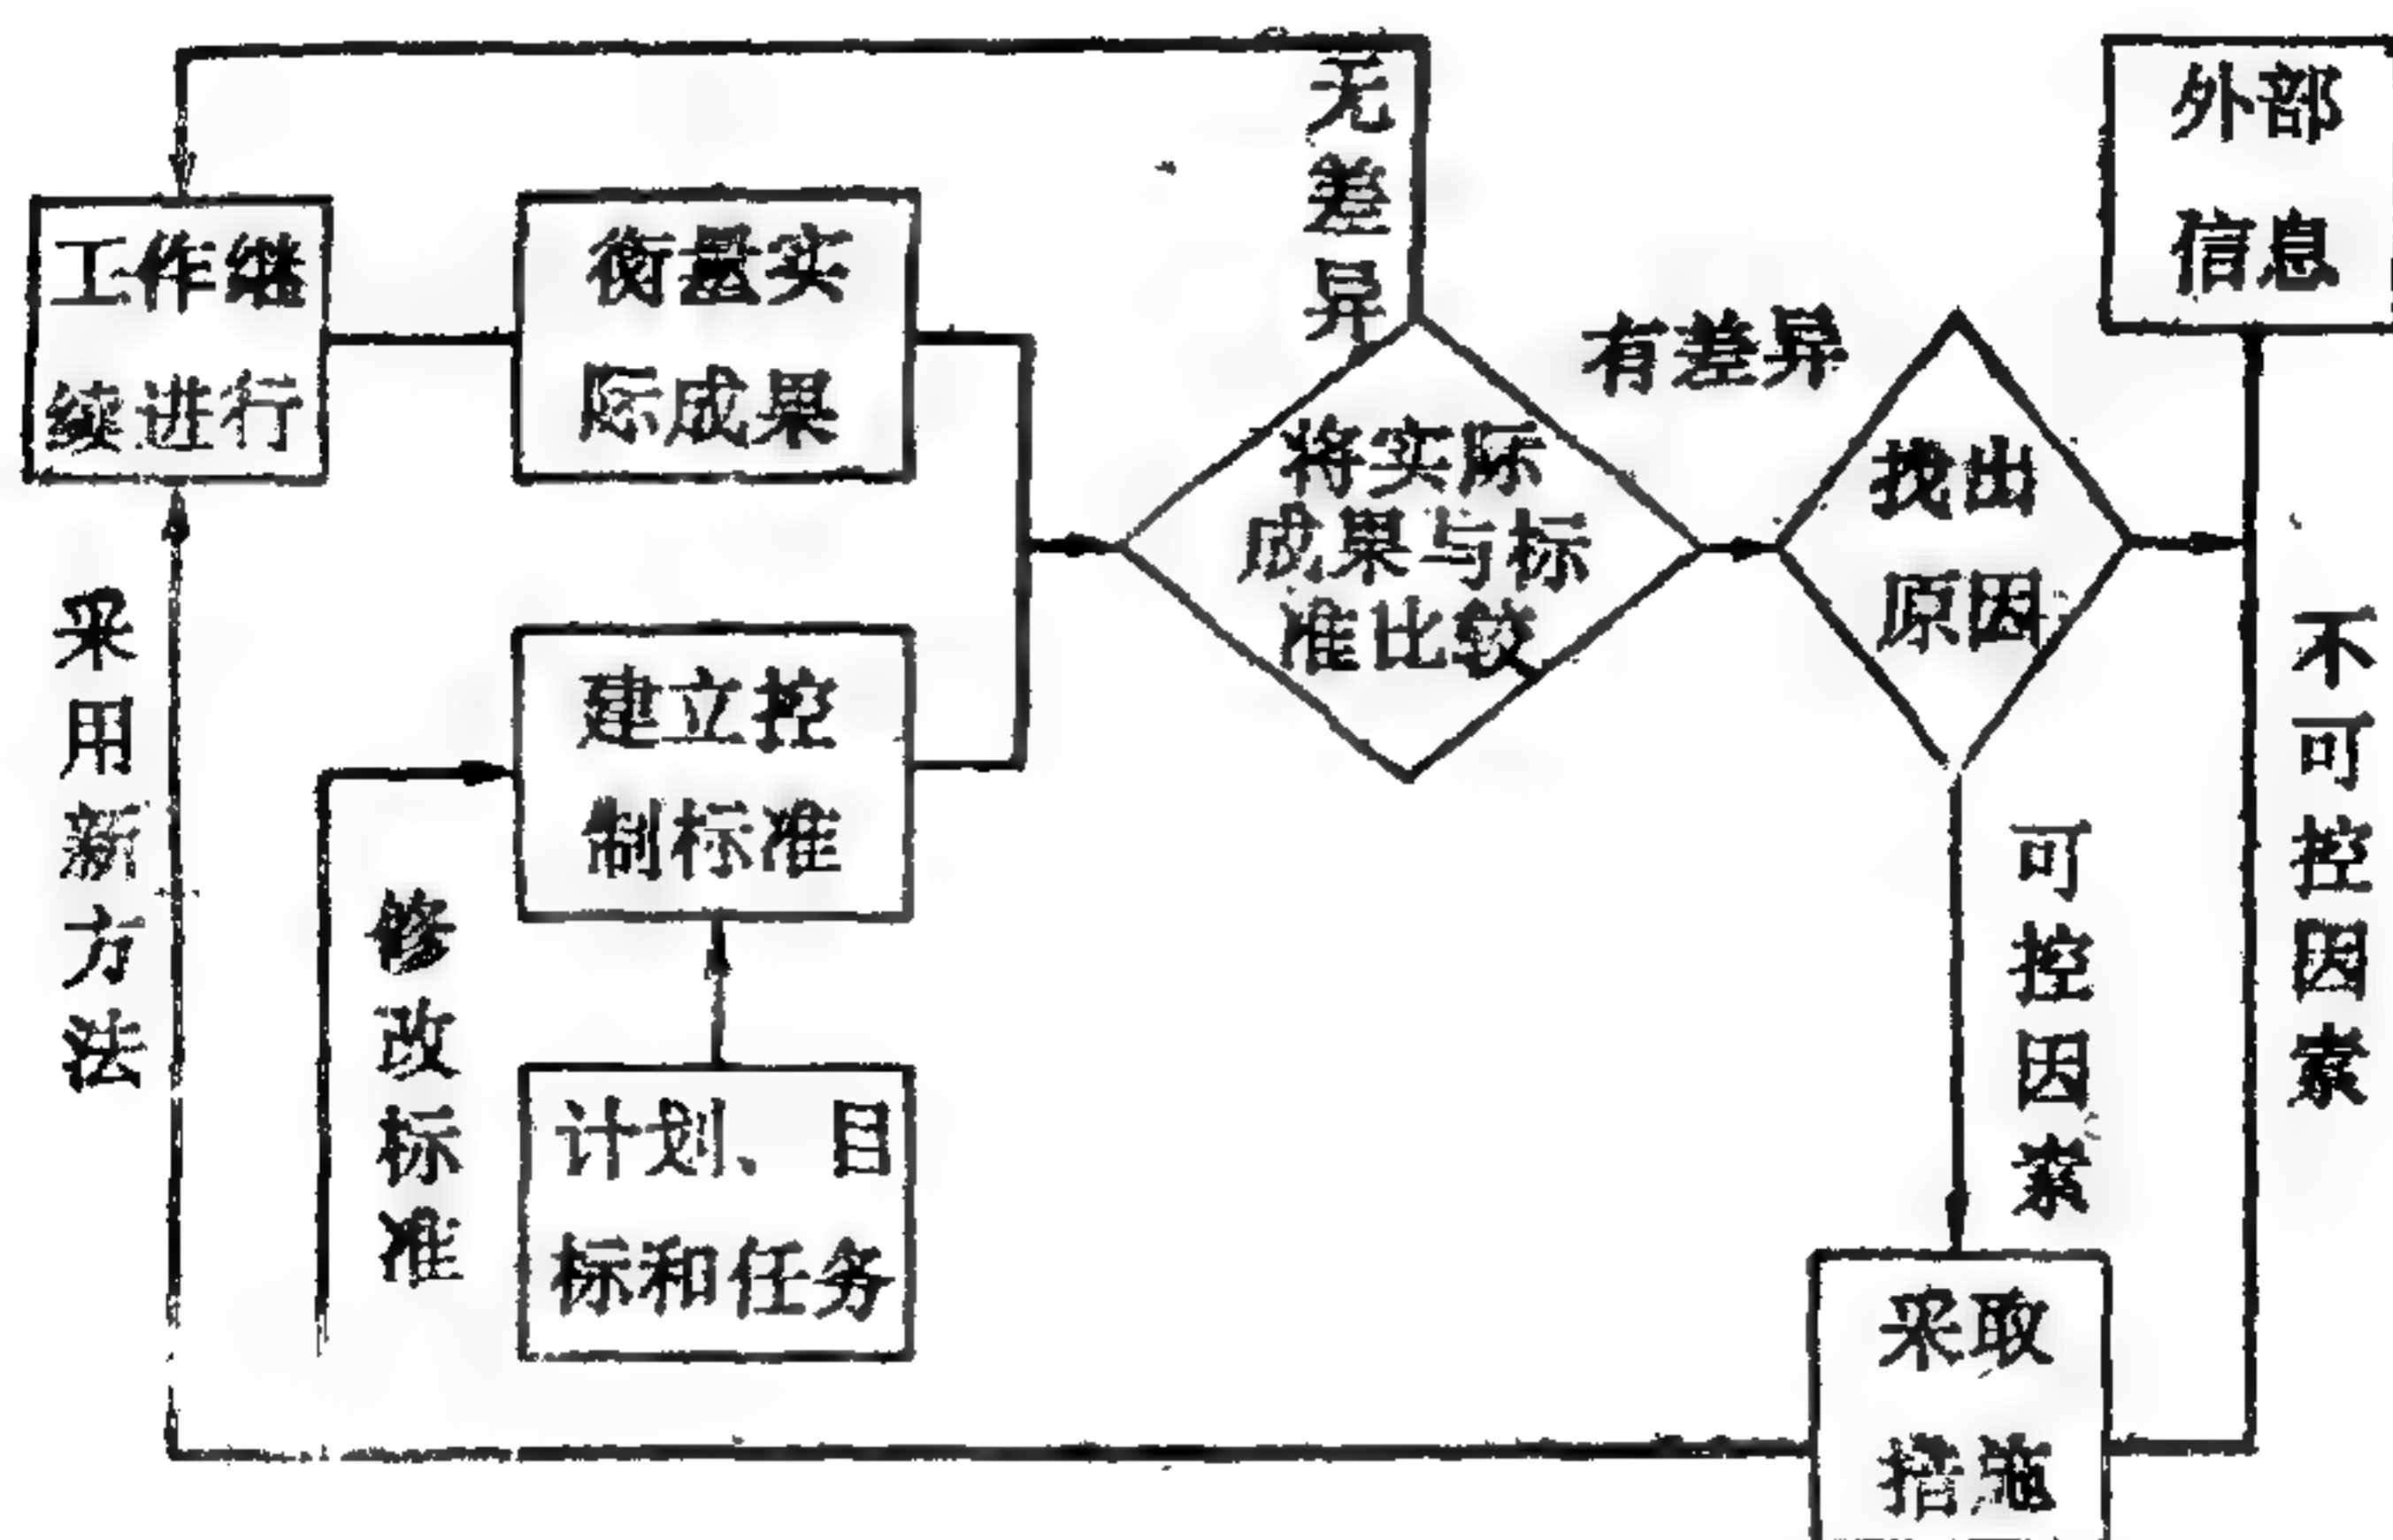 无差异
外部
信息
工作继
续进行
衡量实
际成果
有差异
将实际
成果与标
准比较
找出
原因
采用新方法
建立控
制标准
不可控因素
修改标准
可控因素
计划、目
标和任务
采取
措施